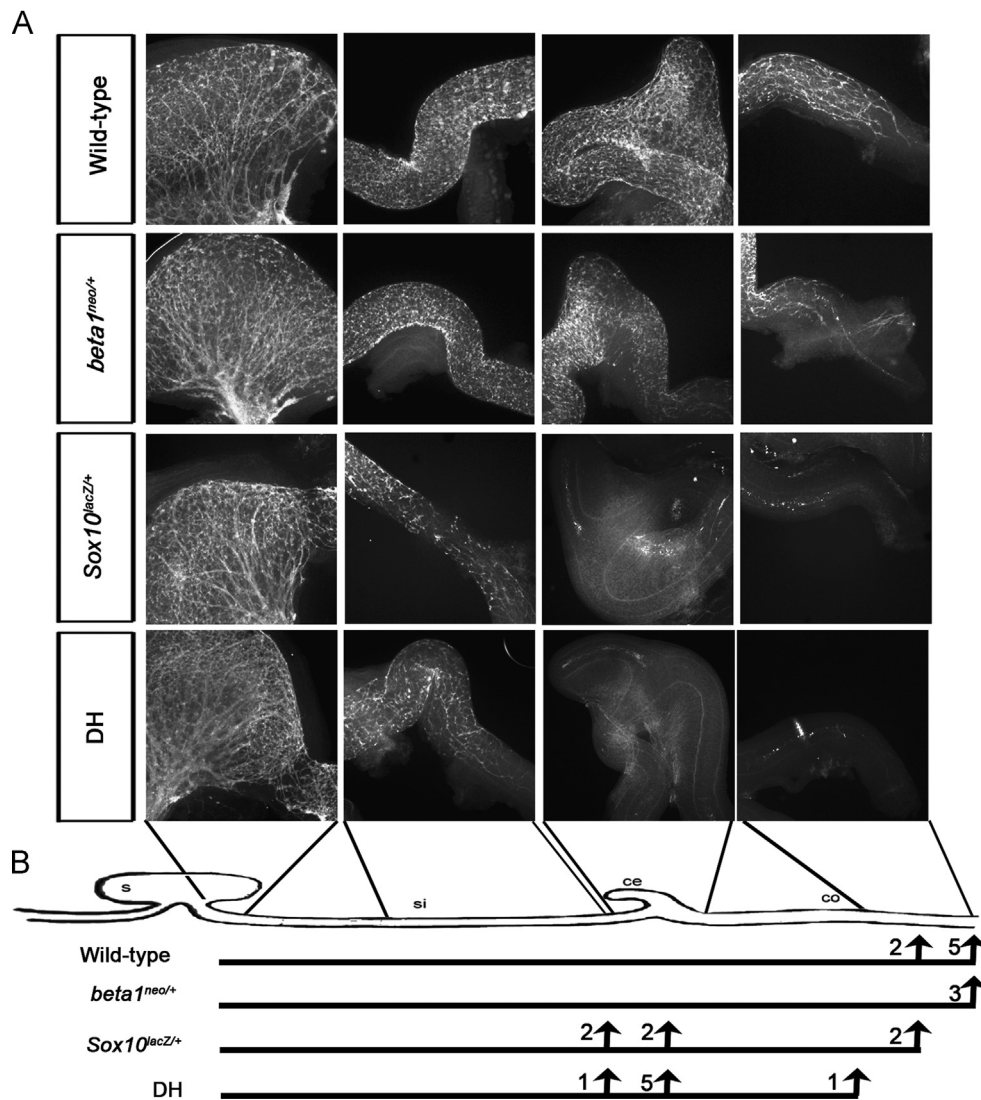 A
Wild-type
beta1neo/+
Sox10lacZ/+
DH
B
s
si
ce
co
Wild-type
2
5
beta1neo/+
3
Sox10lacZ/+
2
2
2
DH
1
5
1